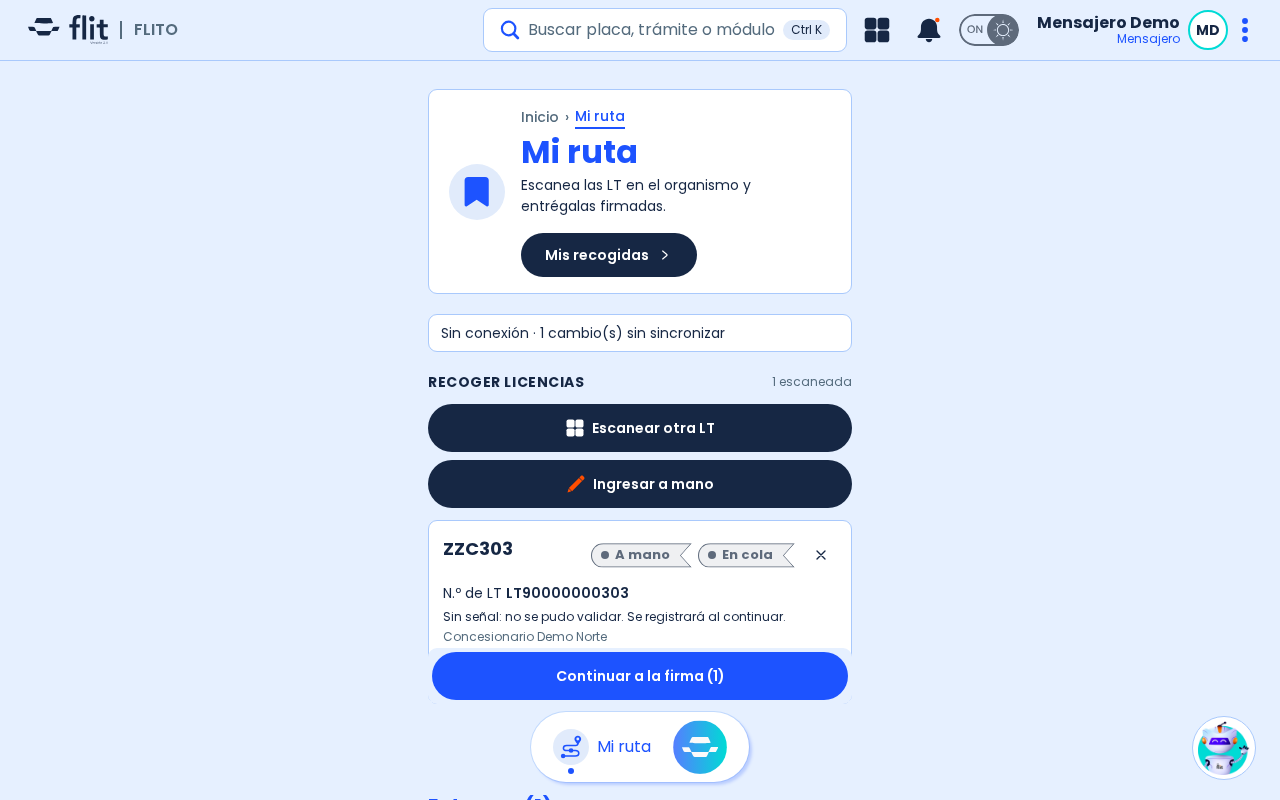 flit
FLITO
Buscar placa, trámite o módulo
Ctrl K
ON
Mensajero Demo
Mensajero
MD
Inicio › Mi ruta
Mi ruta
Escanea las LT en el organismo y
entrégalas firmadas.
Mis recogidas
Sin conexión · 1 cambio(s) sin sincronizar
RECOGER LICENCIAS
1 escaneada
Escanear otra LT
Ingresar a mano
ZZC303
A mano
En cola
N.º de LT LT90000000303
Sin señal: no se pudo validar. Se registrará al continuar.
Concesionario Demo Norte
Continuar a la firma (1)
Mi ruta